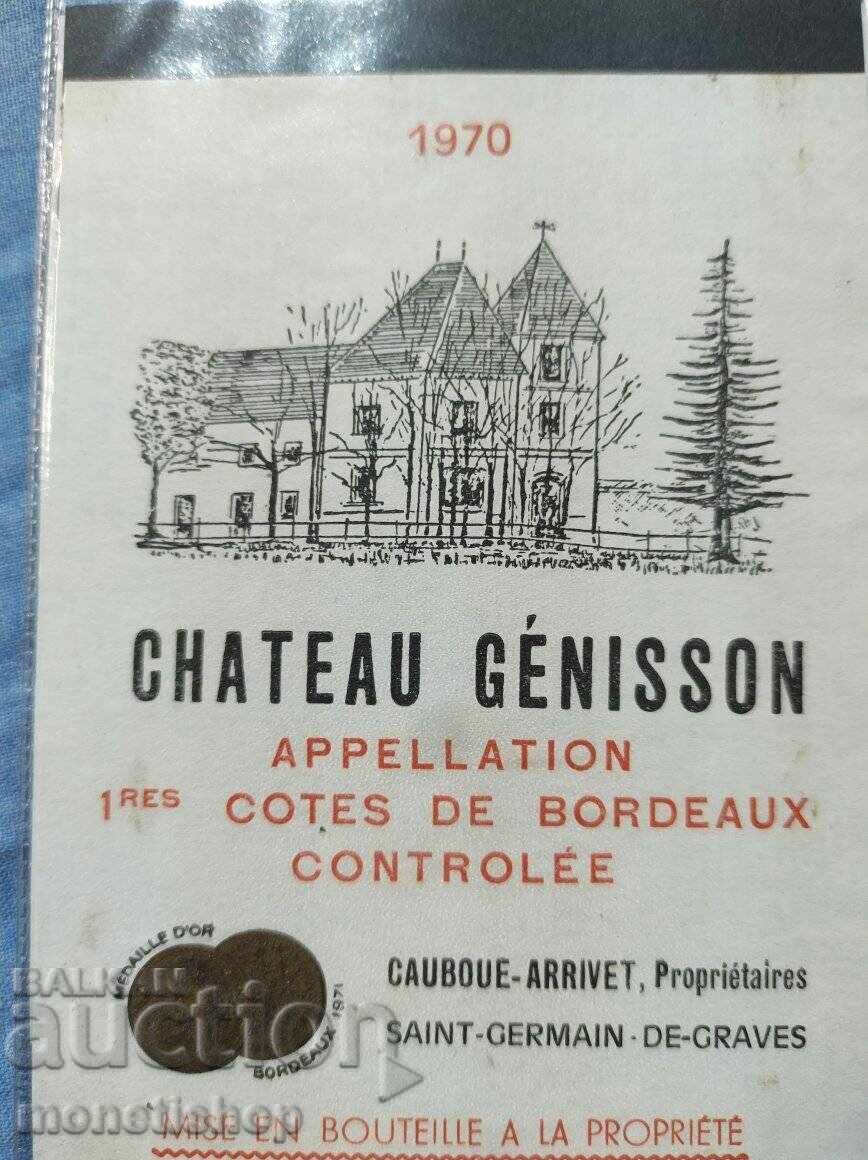 1970
CHATEAU GÉNISSON
APPELLATION
1RES COTES DE BORDEAUX
CONTROLÉE
MÉDAILLE D'OR
BORDEAUX 1971
CAUBOUE-ARRIVET, Propriétaires
SAINT-GERMAIN-DE-GRAVES
MISE EN BOUTEILLE A LA PROPRIÉTÉ
BALKAN
auction
monetishop